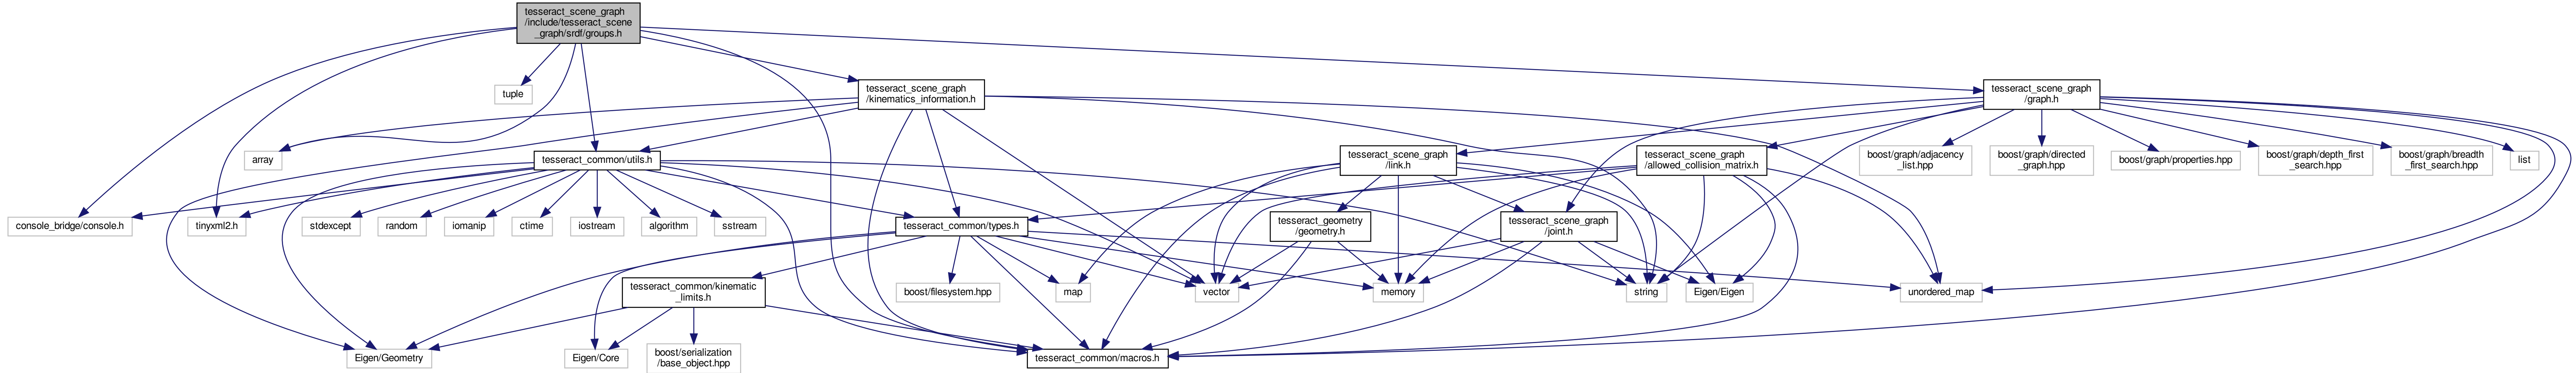 tesseract_scene_graph
/include/tesseract_scene
_graph/srdf/groups.h
tuple
tesseract_scene_graph
/kinematics_information.h
tesseract_scene_graph
/graph.h
array
tesseract_common/utils.h
tesseract_scene_graph
/link.h
tesseract_scene_graph
/allowed_collision_matrix.h
boost/graph/adjacency
_list.hpp
boost/graph/directed
_graph.hpp
boost/graph/properties.hpp
boost/graph/depth_first
_search.hpp
boost/graph/breadth
_first_search.hpp
list
console_bridge/console.h
tinyxml2.h
stdexcept
random
iomanip
ctime
iostream
algorithm
sstream
tesseract_common/types.h
tesseract_geometry
/geometry.h
tesseract_scene_graph
/joint.h
tesseract_common/kinematic
_limits.h
boost/filesystem.hpp
map
vector
memory
string
Eigen/Eigen
unordered_map
Eigen/Geometry
Eigen/Core
boost/serialization
/base_object.hpp
tesseract_common/macros.h